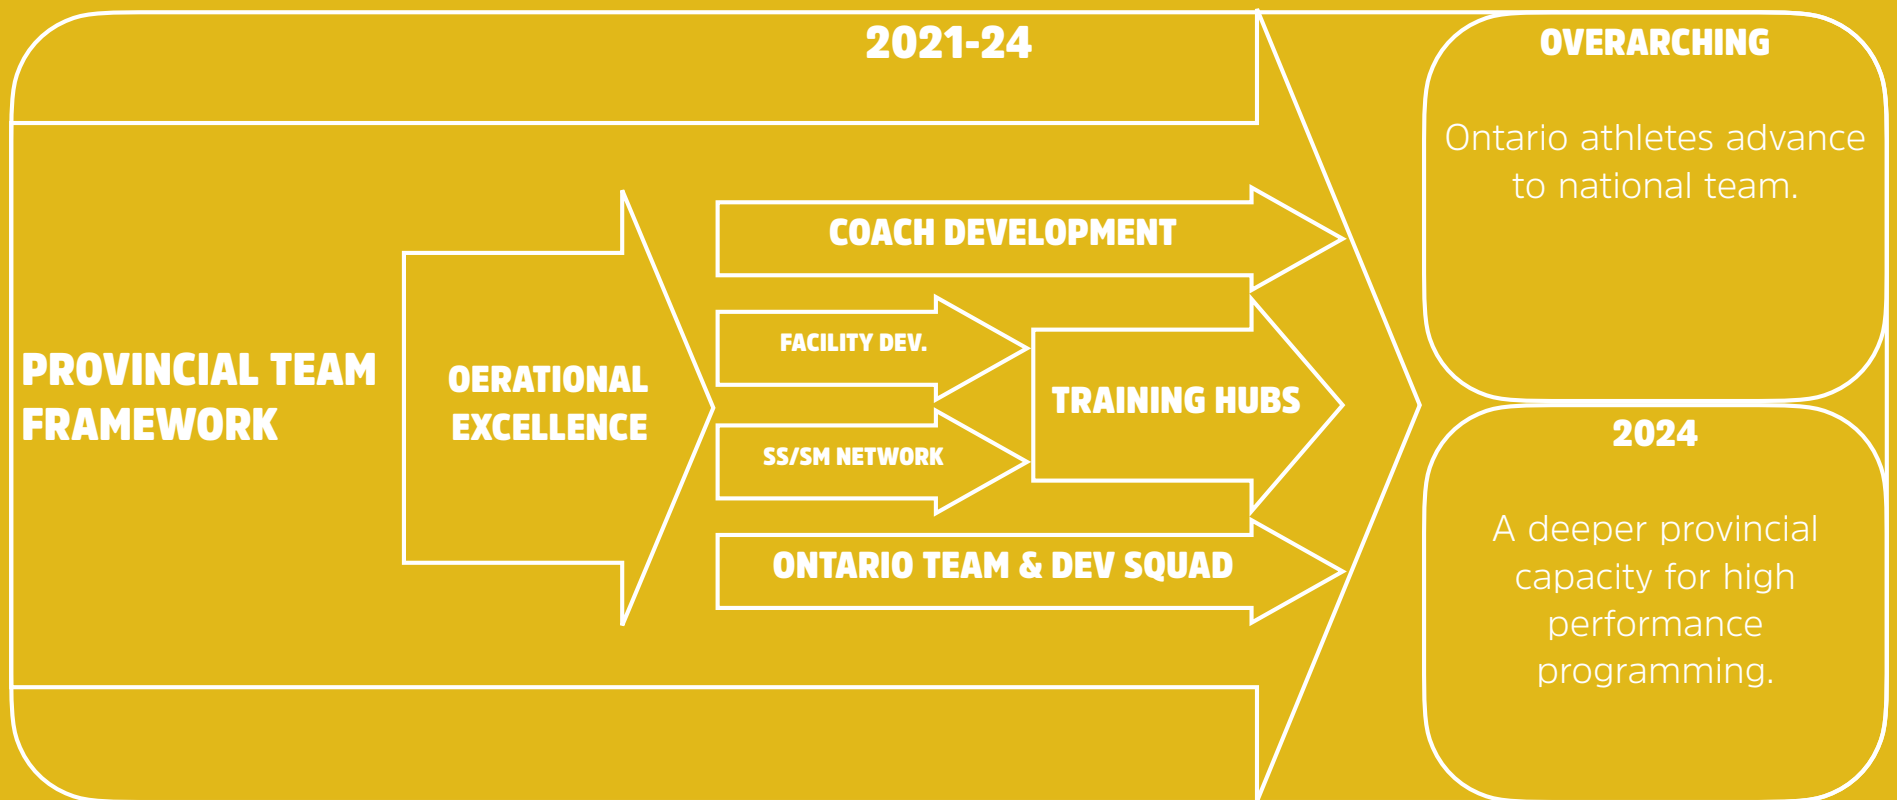 2021-24
PROVINCIAL TEAM
FRAMEWORK
OERATIONAL
EXCELLENCE
COACH DEVELOPMENT
FACILITY DEV.
SS/SM NETWORK
TRAINING HUBS
ONTARIO TEAM & DEV SQUAD
OVERARCHING
Ontario athletes advance
to national team.
2024
A deeper provincial
capacity for high
performance
programming.